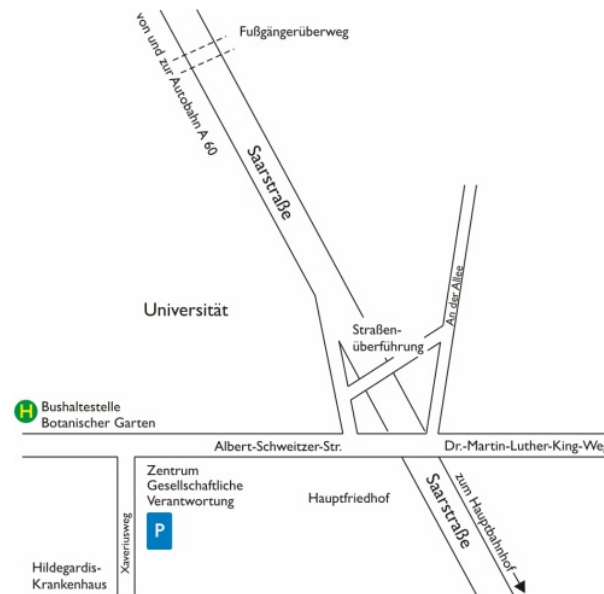 Fußgängerüberweg
von und zur Autobahn A 60
Saarstraße
An der Allee
Universität
Straßen-
überführung
H
Bushaltestelle
Botanischer Garten
Albert-Schweitzer-Str.
Dr.-Martin-Luther-King-Weg
Zentrum
Gesellschaftliche
Verantwortung
P
Xaveriusweg
Hauptfriedhof
Saarstraße
zum Hauptbahnhof
Hildegardis-
Krankenhaus